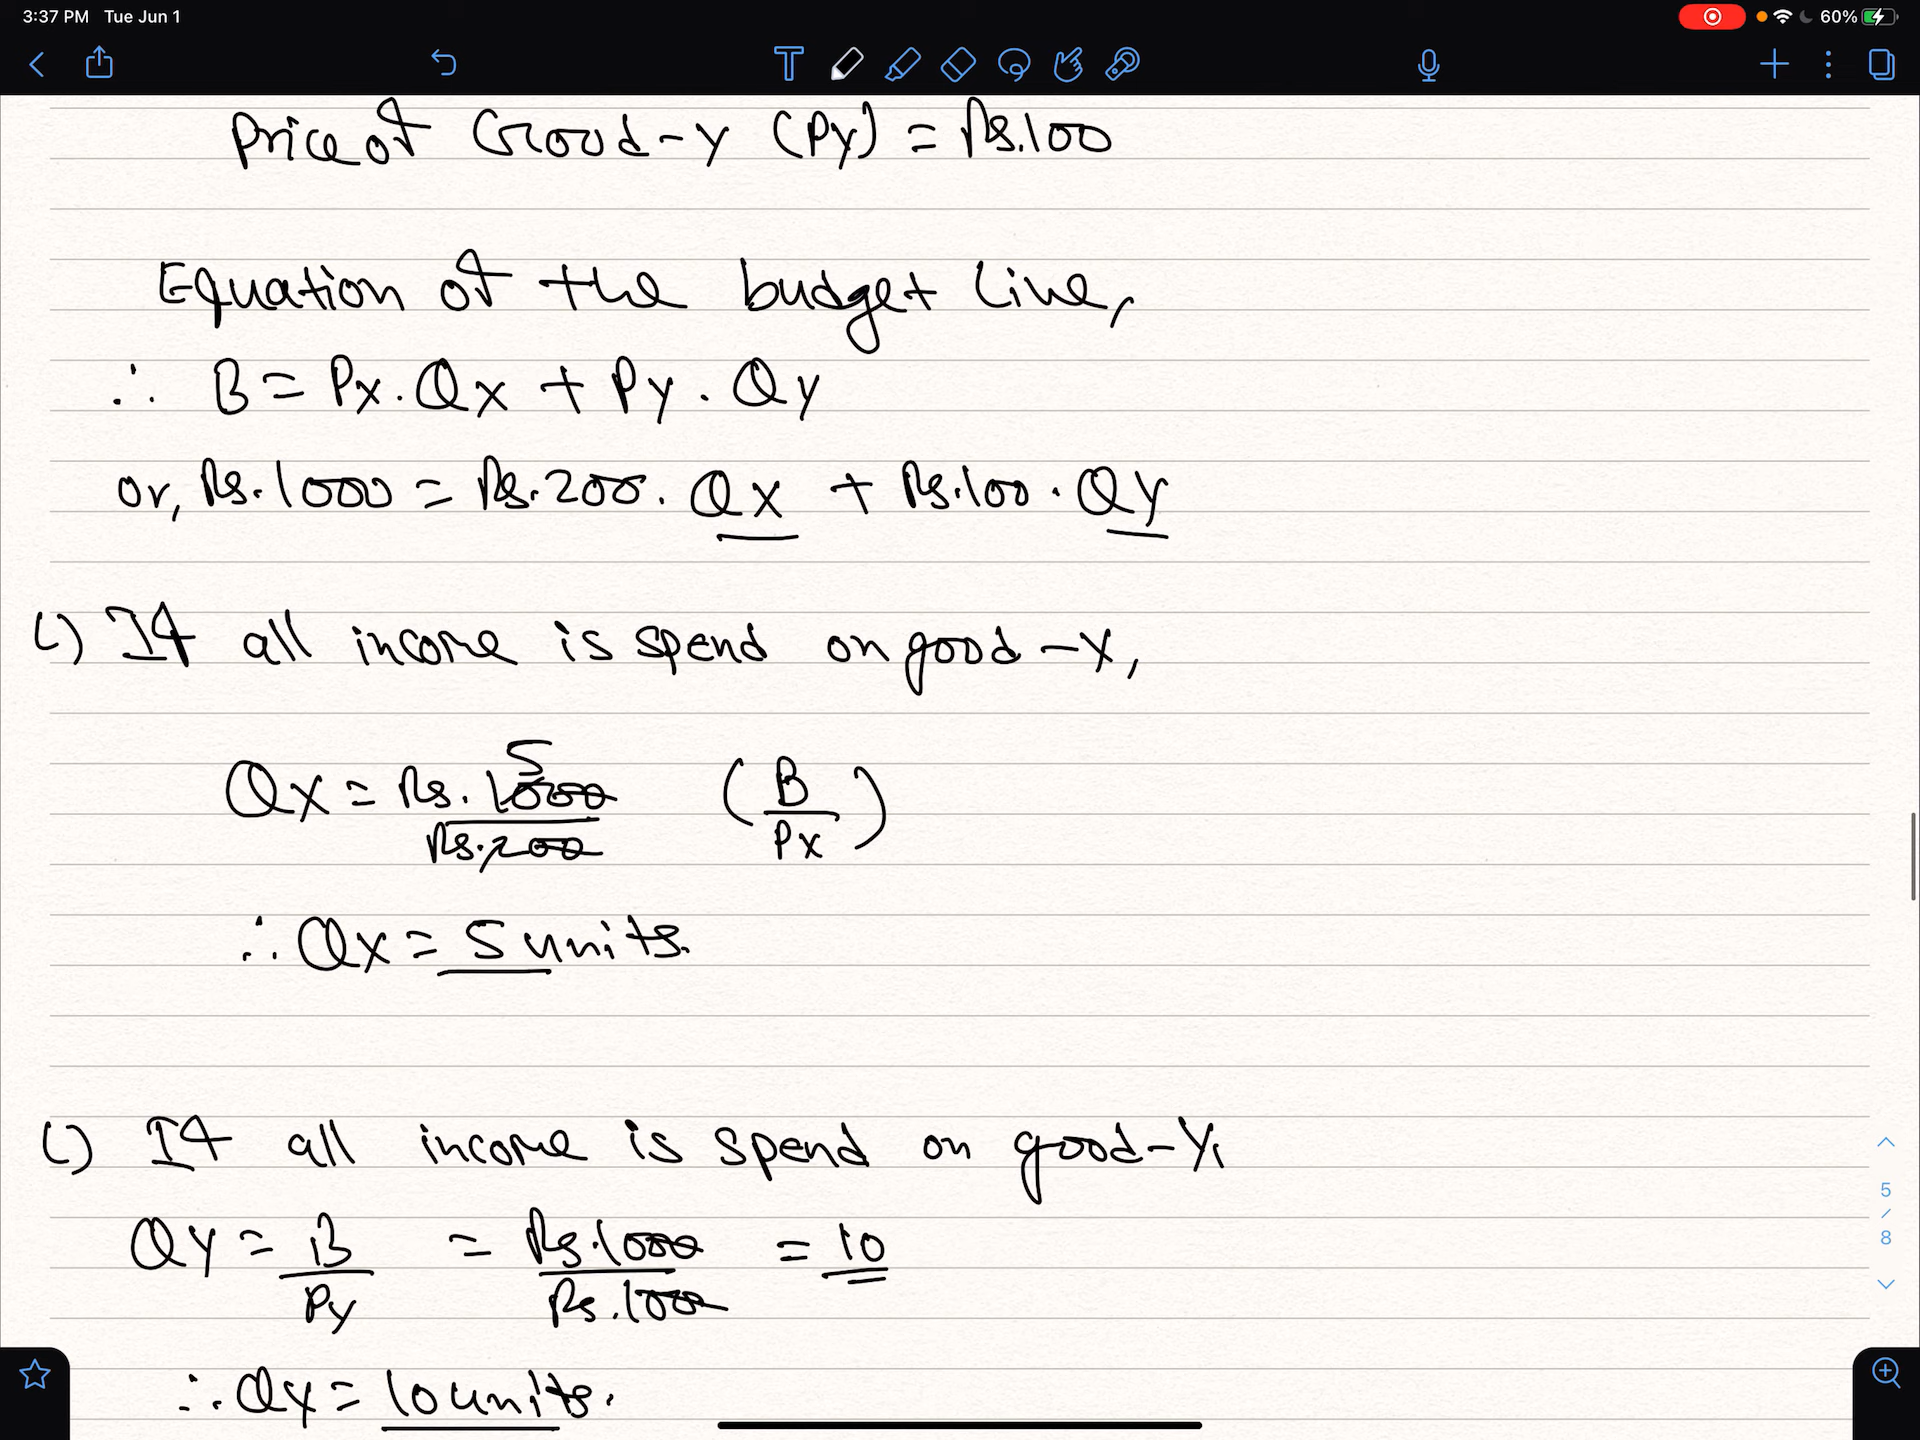 3:37 PM Tue Jun 1
60%
T
Price of Good-Y (Py) = Rs.100
Equation of the budget line,
∴ B = Px.Qx + Py . Qy
or, Rs.1000 = Rs.200. Qx + Rs.100 . Qy
i) If all income is spend on good-X,
Qx = Rs. 1000 / Rs.200 5 (B / Px)
∴ Qx = 5 units.
i) If all income is spend on good-Y,
Qy = B / Py = Rs.1000 / Rs.100 = 10
∴ Qy = 10 units.
5
/
8